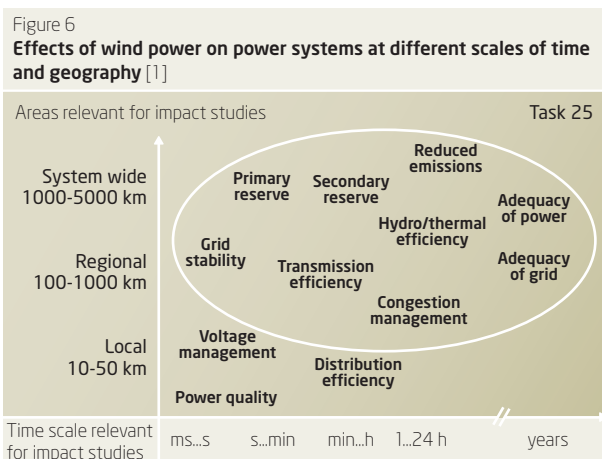 Figure 6
Effects of wind power on power systems at different scales of time
and geography [1]
Areas relevant for impact studies
Task 25
System wide
1000-5000 km
Regional
100-1000 km
Local
10-50 km
Reduced
emissions
Primary
reserve
Secondary
reserve
Adequacy
of power
Hydro/thermal
efficiency
Grid
stability
Transmission
efficiency
Adequacy
of grid
Congestion
management
Voltage
management
Distribution
efficiency
Power quality
Time scale relevant
for impact studies
ms...s
s...min
min...h
1...24 h
years